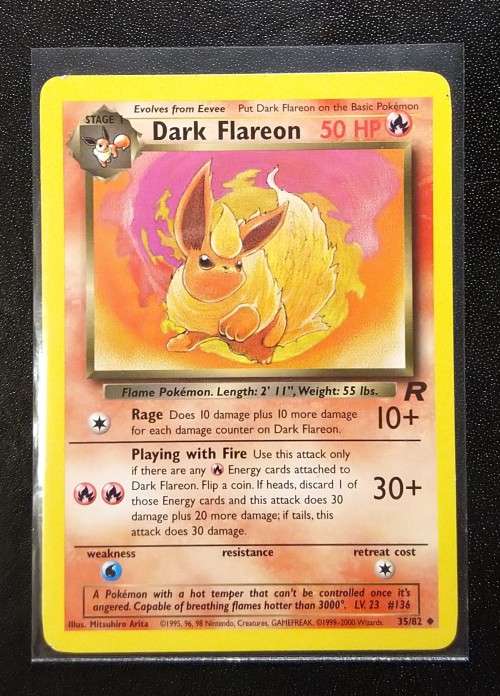 Evolves from Eevee Put Dark Flareon on the Basic Pokémon
STAGE 1
Dark Flareon 50 HP
Flame Pokémon. Length: 2' 11", Weight: 55 lbs.
R
Rage Does 10 damage plus 10 more damage
for each damage counter on Dark Flareon.
10+
Playing with Fire Use this attack only
if there are any Energy cards attached to
Dark Flareon. Flip a coin. If heads, discard 1 of
those Energy cards and this attack does 30
damage plus 20 more damage; if tails, this
attack does 30 damage.
30+
weakness resistance retreat cost
A Pokémon with a hot temper that can't be controlled once it's
angered. Capable of breathing flames hotter than 3000°. LV. 23 #136
Illus. Mitsuhiro Arita ©1995, 96, 98 Nintendo, Creatures, GAMEFREAK. ©1999-2000 Wizards. 35/82